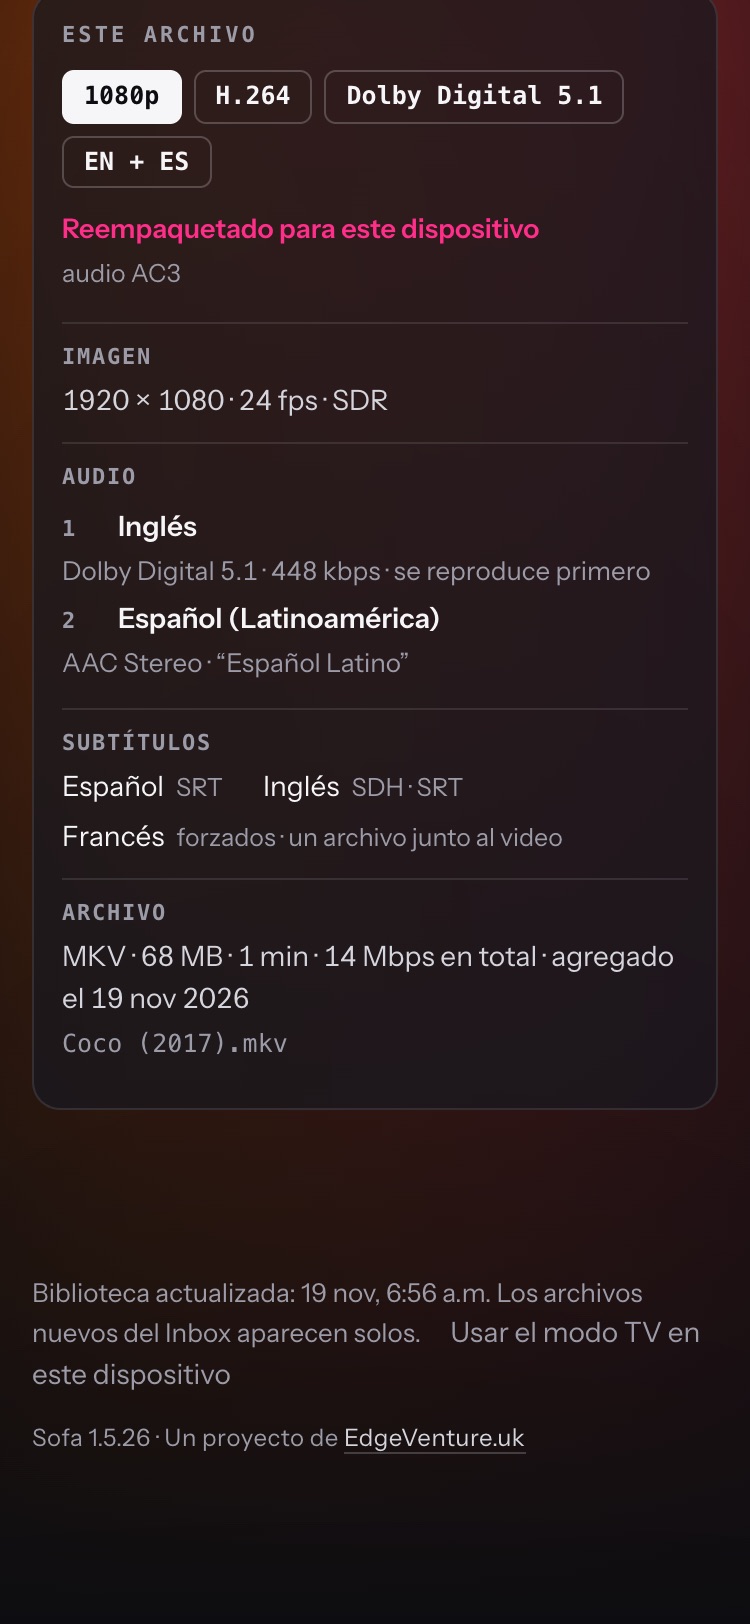 ESTE ARCHIVO
1080p H.264 Dolby Digital 5.1
EN + ES
Reempaquetado para este dispositivo
audio AC3
IMAGEN
1920 × 1080 · 24 fps · SDR
AUDIO
1 Inglés
Dolby Digital 5.1 · 448 kbps · se reproduce primero
2 Español (Latinoamérica)
AAC Stereo · “Español Latino”
SUBTÍTULOS
Español SRT Inglés SDH · SRT
Francés forzados · un archivo junto al video
ARCHIVO
MKV · 68 MB · 1 min · 14 Mbps en total · agregado
el 19 nov 2026
Coco (2017).mkv
Biblioteca actualizada: 19 nov, 6:56 a.m. Los archivos
nuevos del Inbox aparecen solos. Usar el modo TV en
este dispositivo
Sofa 1.5.26 · Un proyecto de EdgeVenture.uk